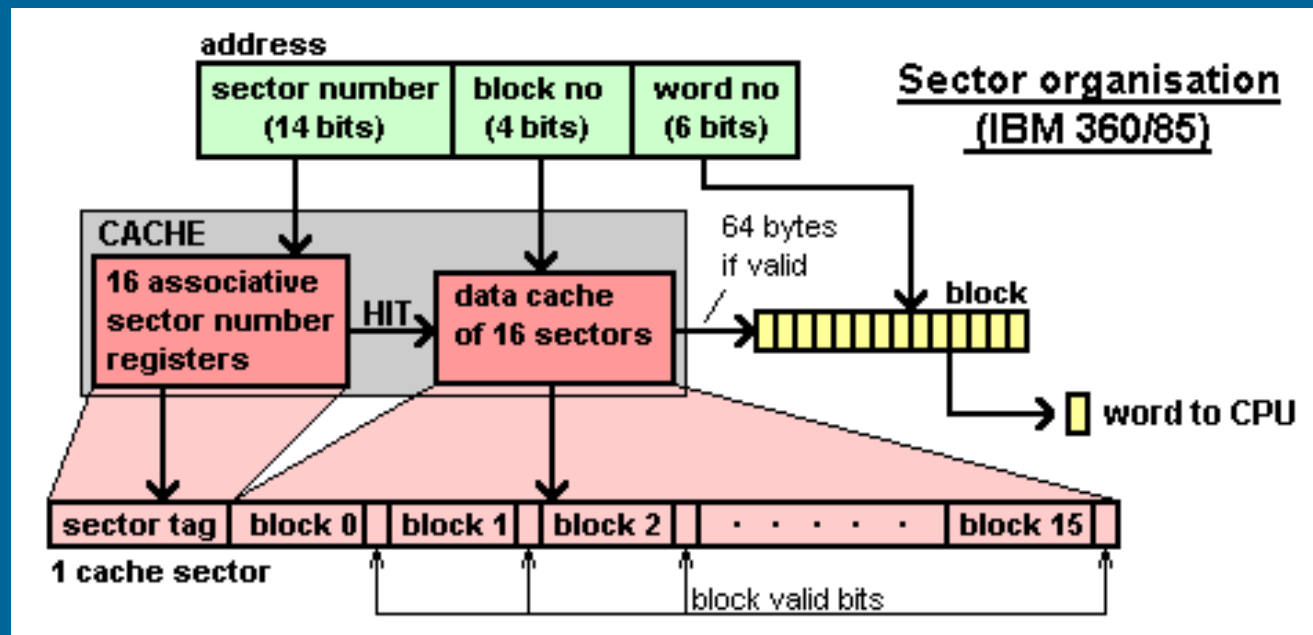 address
sector number
(14 bits)
block no
(4 bits)
word no
(6 bits)
Sector organisation
(IBM 360/85)
CACHE
16 associative
sector number
registers
HIT
data cache
of 16 sectors
64 bytes
if valid
block
word to CPU
sector tag
block 0
block 1
block 2
. . . . .
block 15
1 cache sector
block valid bits